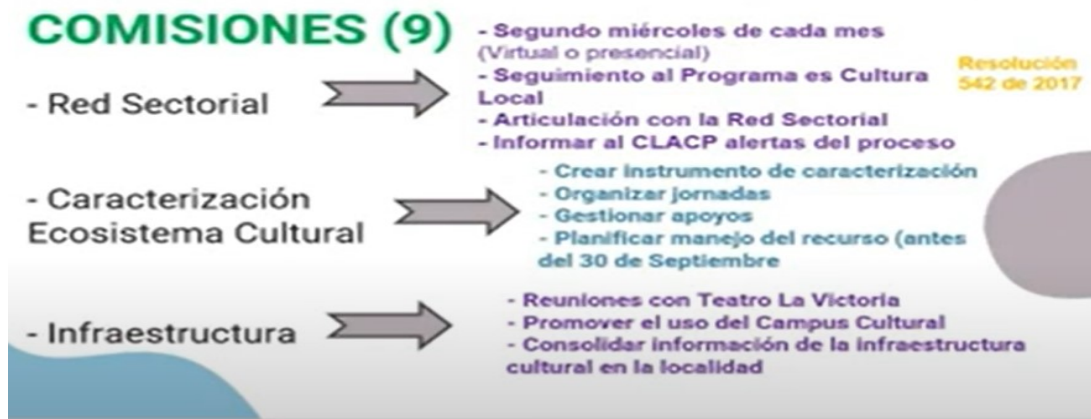 COMISIONES (9)
- Red Sectorial
- Segundo miércoles de cada mes
(Virtual o presencial)
- Seguimiento al Programa es Cultura
Local
- Articulación con la Red Sectorial
- Informar al CLACP alertas del proceso
Resolución
542 de 2017
- Caracterización
Ecosistema Cultural
- Crear instrumento de caracterización
- Organizar jornadas
- Gestionar apoyos
- Planificar manejo del recurso (antes
del 30 de Septiembre
- Infraestructura
- Reuniones con Teatro La Victoria
- Promover el uso del Campus Cultural
- Consolidar información de la infraestructura
cultural en la localidad